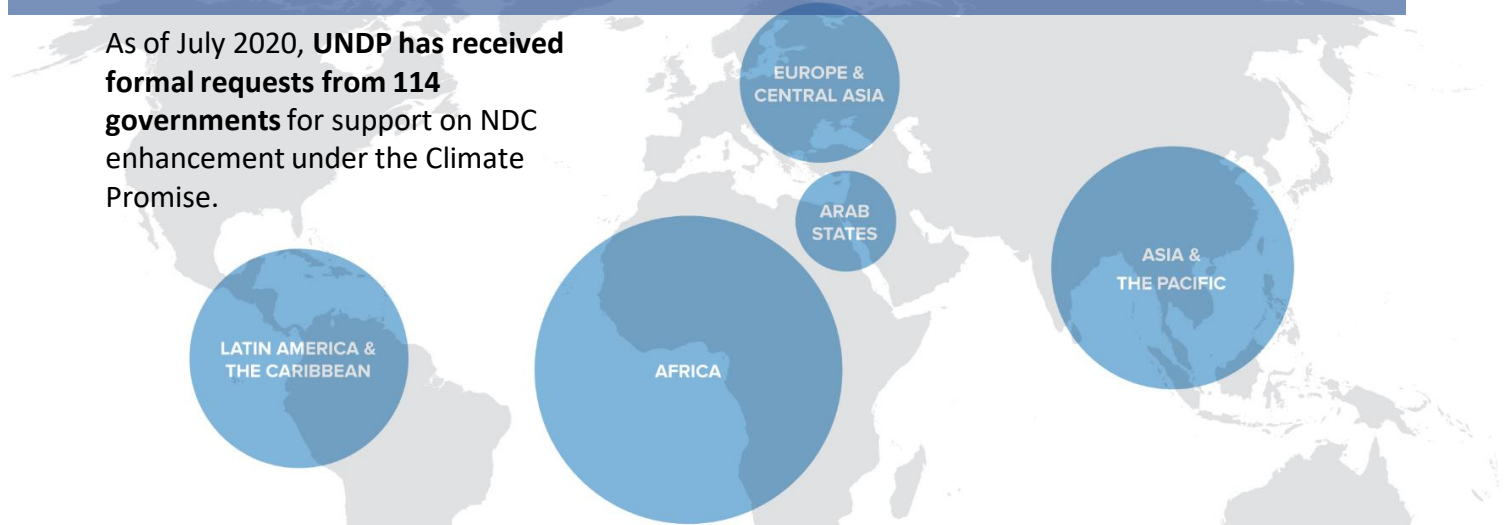 As of July 2020, UNDP has received
formal requests from 114
governments for support on NDC
enhancement under the Climate
Promise.
EUROPE &
CENTRAL ASIA
ARAB
STATES
ASIA &
THE PACIFIC
LATIN AMERICA &
THE CARIBBEAN
AFRICA